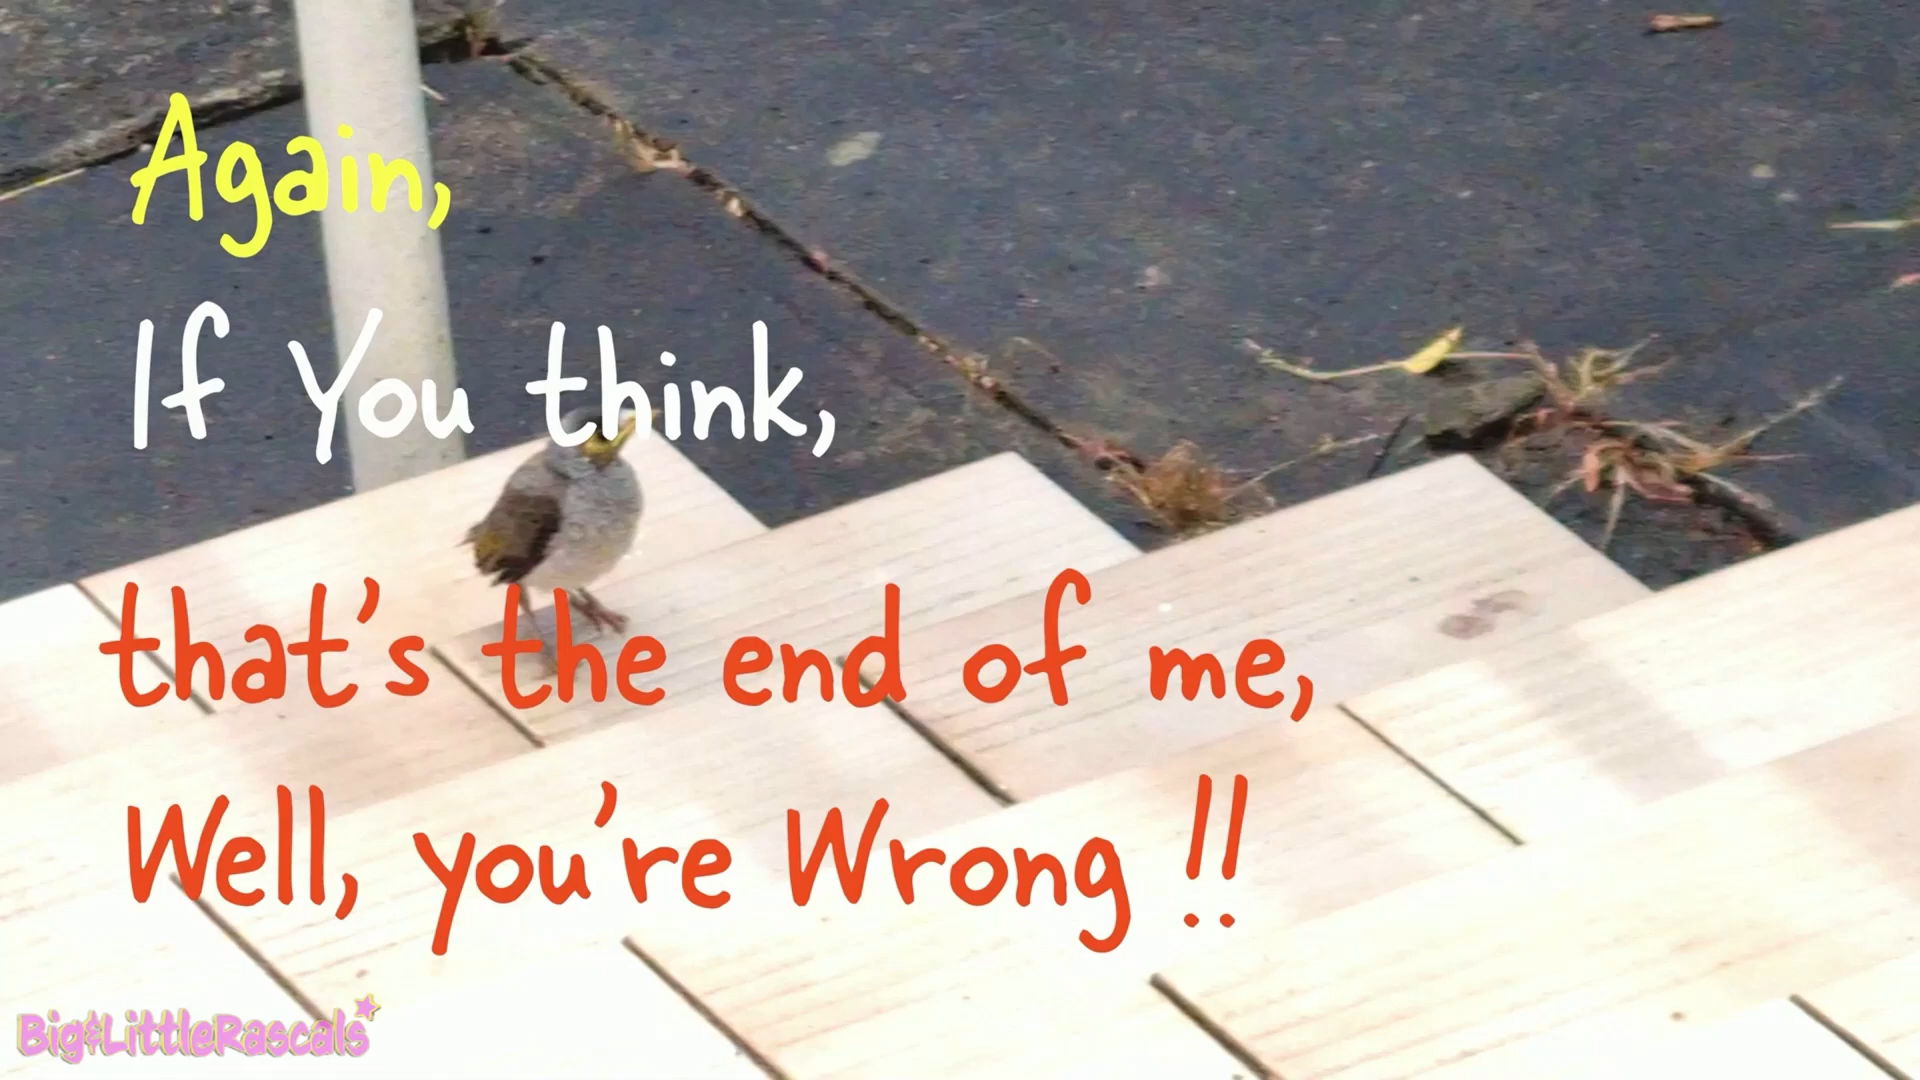 Again,
If You think,
that's the end of me,
Well, you're Wrong !!
Big&LittleRascals